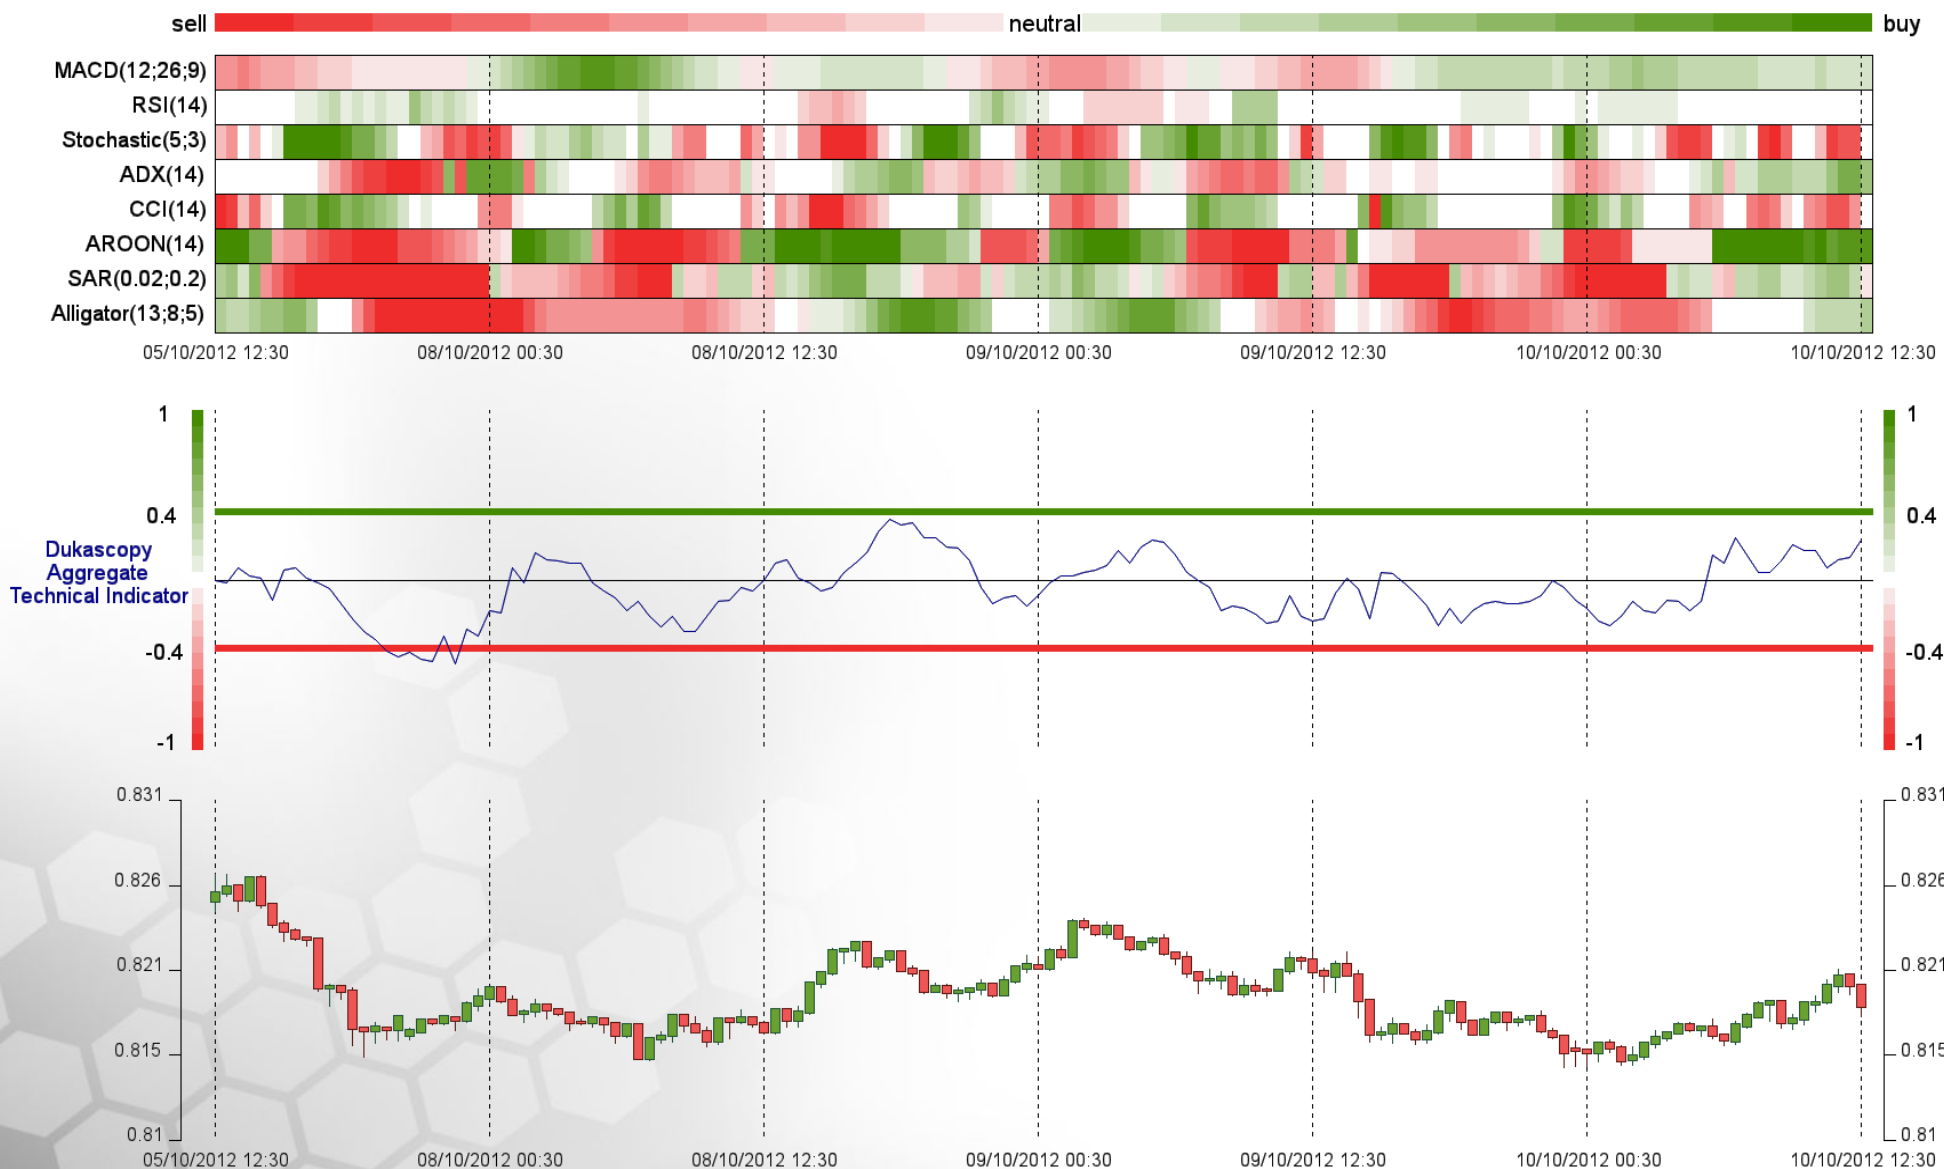 sell neutral buy
MACD(12;26;9)
RSI(14)
Stochastic(5;3)
ADX(14)
CCI(14)
AROON(14)
SAR(0.02;0.2)
Alligator(13;8;5)
05/10/2012 12:30 08/10/2012 00:30 08/10/2012 12:30 09/10/2012 00:30 09/10/2012 12:30 10/10/2012 00:30 10/10/2012 12:30
1 1
0.4 0.4
Dukascopy
Aggregate
Technical Indicator
-0.4 -0.4
-1 -1
0.831 0.831
0.826 0.826
0.821 0.821
0.815 0.815
0.81 0.81
05/10/2012 12:30 08/10/2012 00:30 08/10/2012 12:30 09/10/2012 00:30 09/10/2012 12:30 10/10/2012 00:30 10/10/2012 12:30